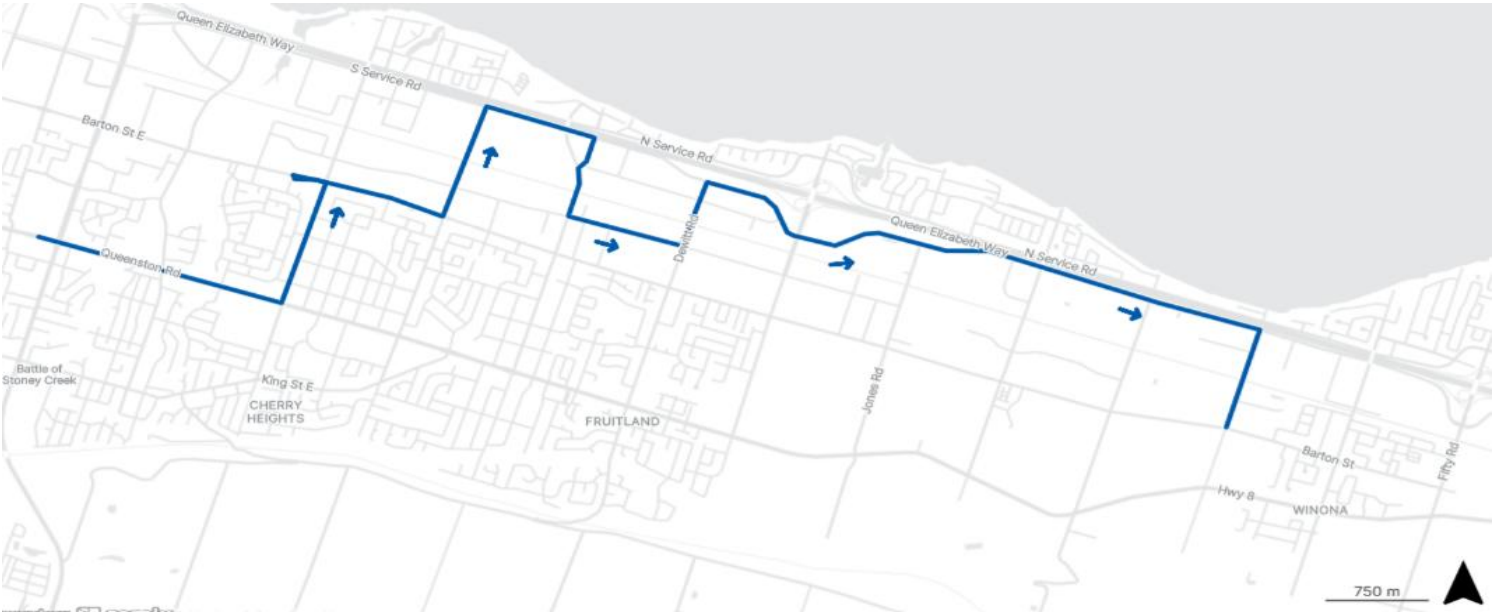 Queen Elizabeth Way
S Service Rd
Barton St E
N Service Rd
Queenston Rd
Dewitt Rd
Queen Elizabeth Way
N Service Rd
Battle of
Stoney Creek
King St E
CHERRY
HEIGHTS
FRUITLAND
Jones Rd
Barton St
Fifty Rd
Hwy 8
WINONA
750 m